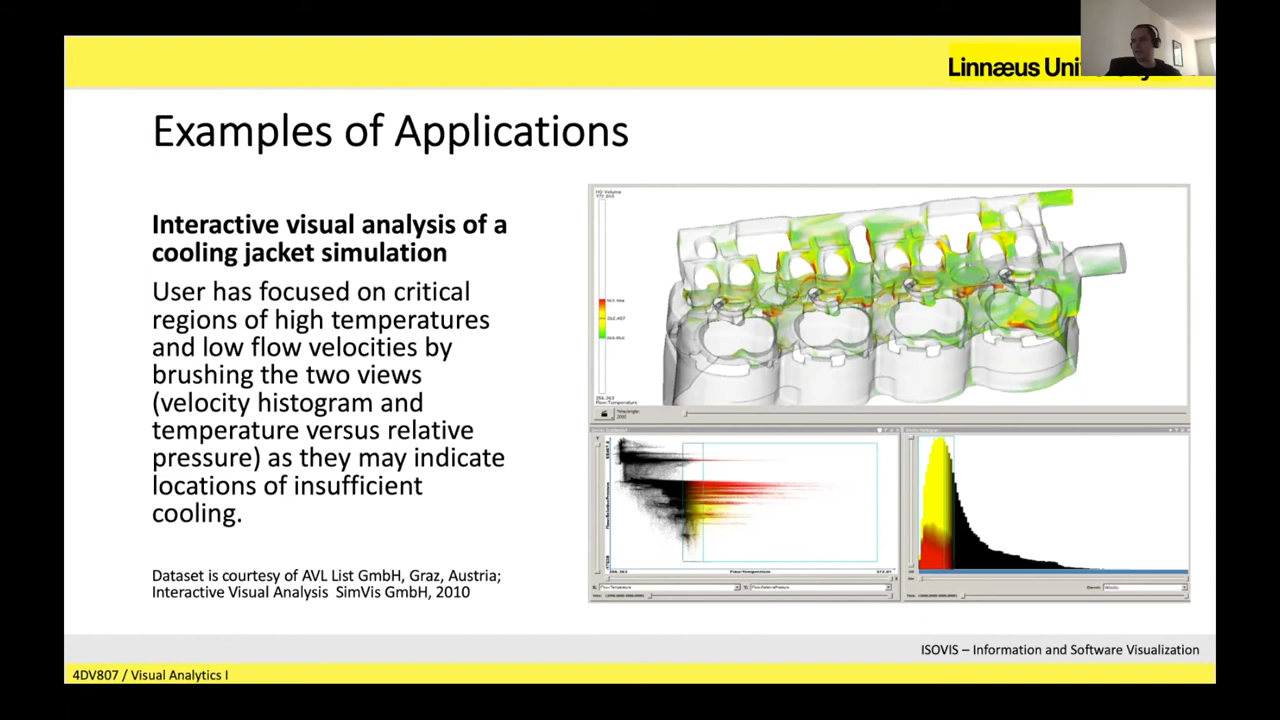 Linnæus Uni
Examples of Applications
Interactive visual analysis of a
cooling jacket simulation
User has focused on critical
regions of high temperatures
and low flow velocities by
brushing the two views
(velocity histogram and
temperature versus relative
pressure) as they may indicate
locations of insufficient
cooling.
Dataset is courtesy of AVL List GmbH, Graz, Austria;
Interactive Visual Analysis SimVis GmbH, 2010
Flow/Temperature
ISOVIS – Information and Software Visualization
4DV807 / Visual Analytics I